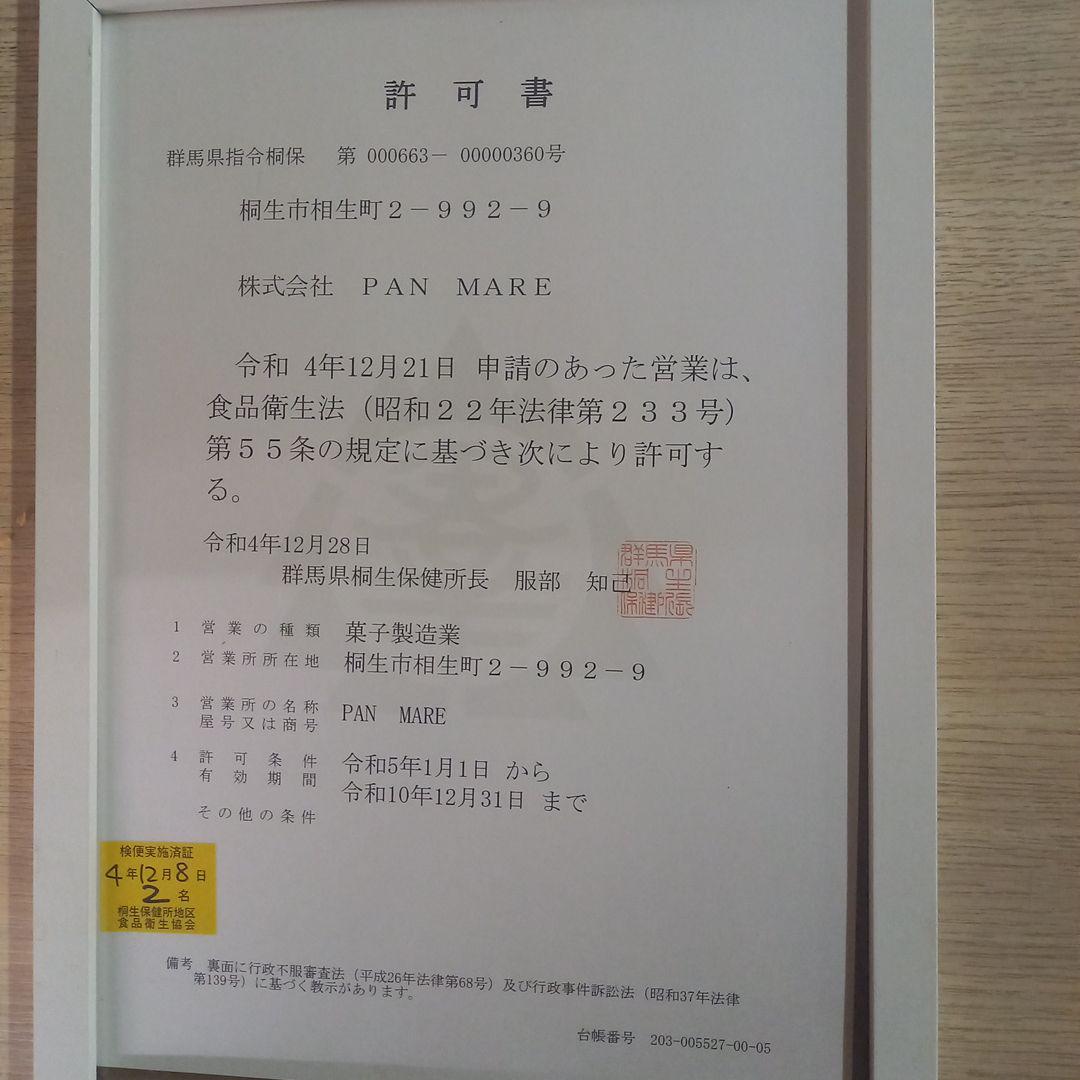 許可書
群馬県指令桐保　第 000663－ 00000360号
桐生市相生町２－９９２－９
株式会社　ＰＡＮ　ＭＡＲＥ
令和 4年12月21日 申請のあった営業は、
食品衛生法（昭和２２年法律第２３３号）
第５５条の規定に基づき次により許可す
る。
令和4年12月28日
群馬県桐生保健所長　服部　知己
群馬県桐生保健所長
1 営業の種類 菓子製造業
2 営業所所在地 桐生市相生町２－９９２－９
3 営業所の名称
屋号又は商号 PAN MARE
4 許可条件
有効期間 令和5年1月1日 から
令和10年12月31日 まで
その他の条件
検便実施済証
4年12月8日
2名
桐生保健所地区
食品衛生協会
備考　裏面に行政不服審査法（平成26年法律第68号）及び行政事件訴訟法（昭和37年法律
第139号）に基づく教示があります。
台帳番号　203-005527-00-05